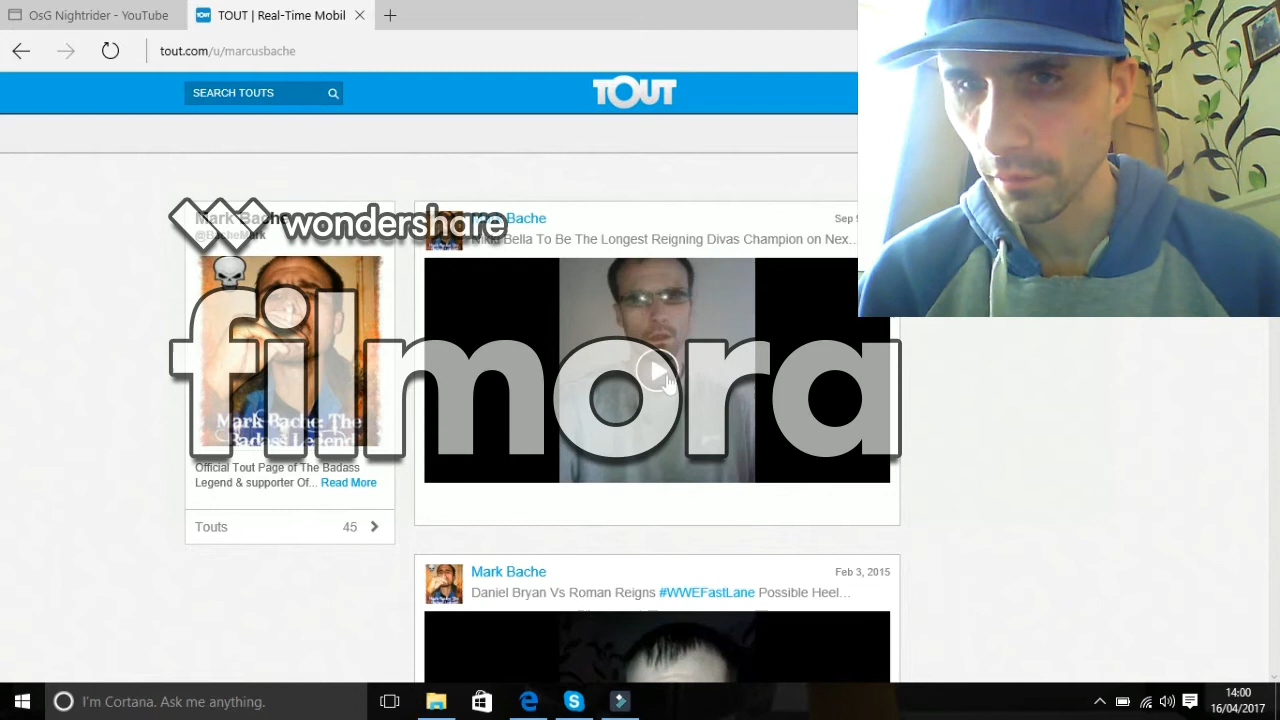 OsG Nightrider - YouTube
TOUT | Real-Time Mobil
tout.com/u/marcusbache
SEARCH TOUTS
TOUT
Mark Bache
@BacheMark
wondershare
filmora
Mark Bache: The
Badass Legend
Official Tout Page of The Badass
Legend & supporter Of... Read More
Touts 45
Bache
Sep
Bella To Be The Longest Reigning Divas Champion on Nex...
Mark Bache
Feb 3, 2015
Daniel Bryan Vs Roman Reigns #WWEFastLane Possible Heel...
I'm Cortana. Ask me anything.
14:00
16/04/2017